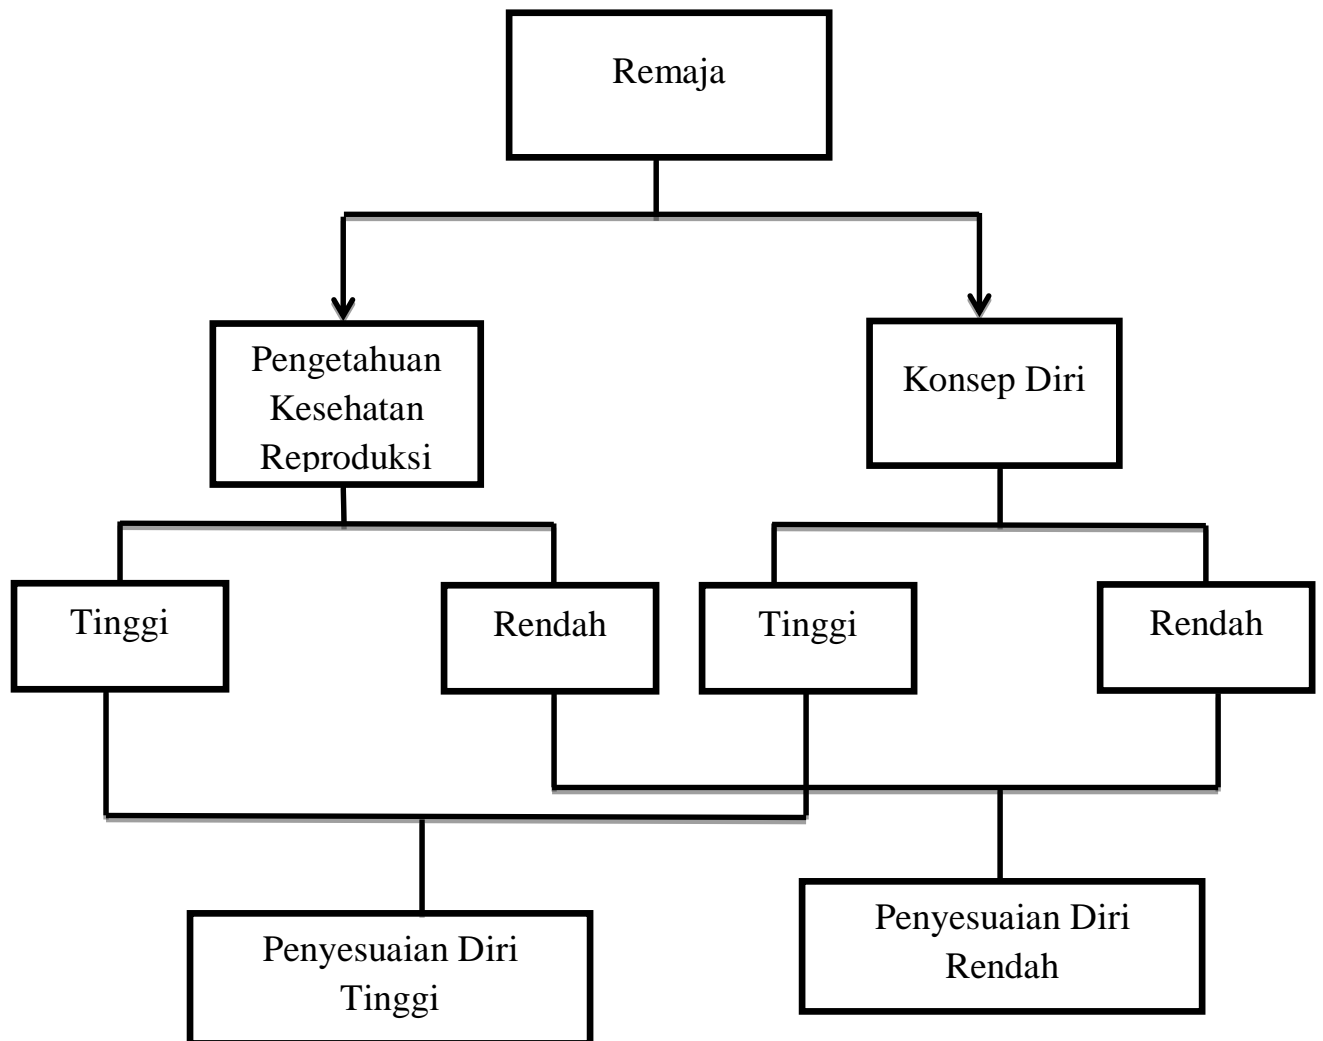 Remaja
Pengetahuan
Kesehatan
Reproduksi
Konsep Diri
Tinggi
Rendah
Tinggi
Rendah
Penyesuaian Diri
Tinggi
Penyesuaian Diri
Rendah